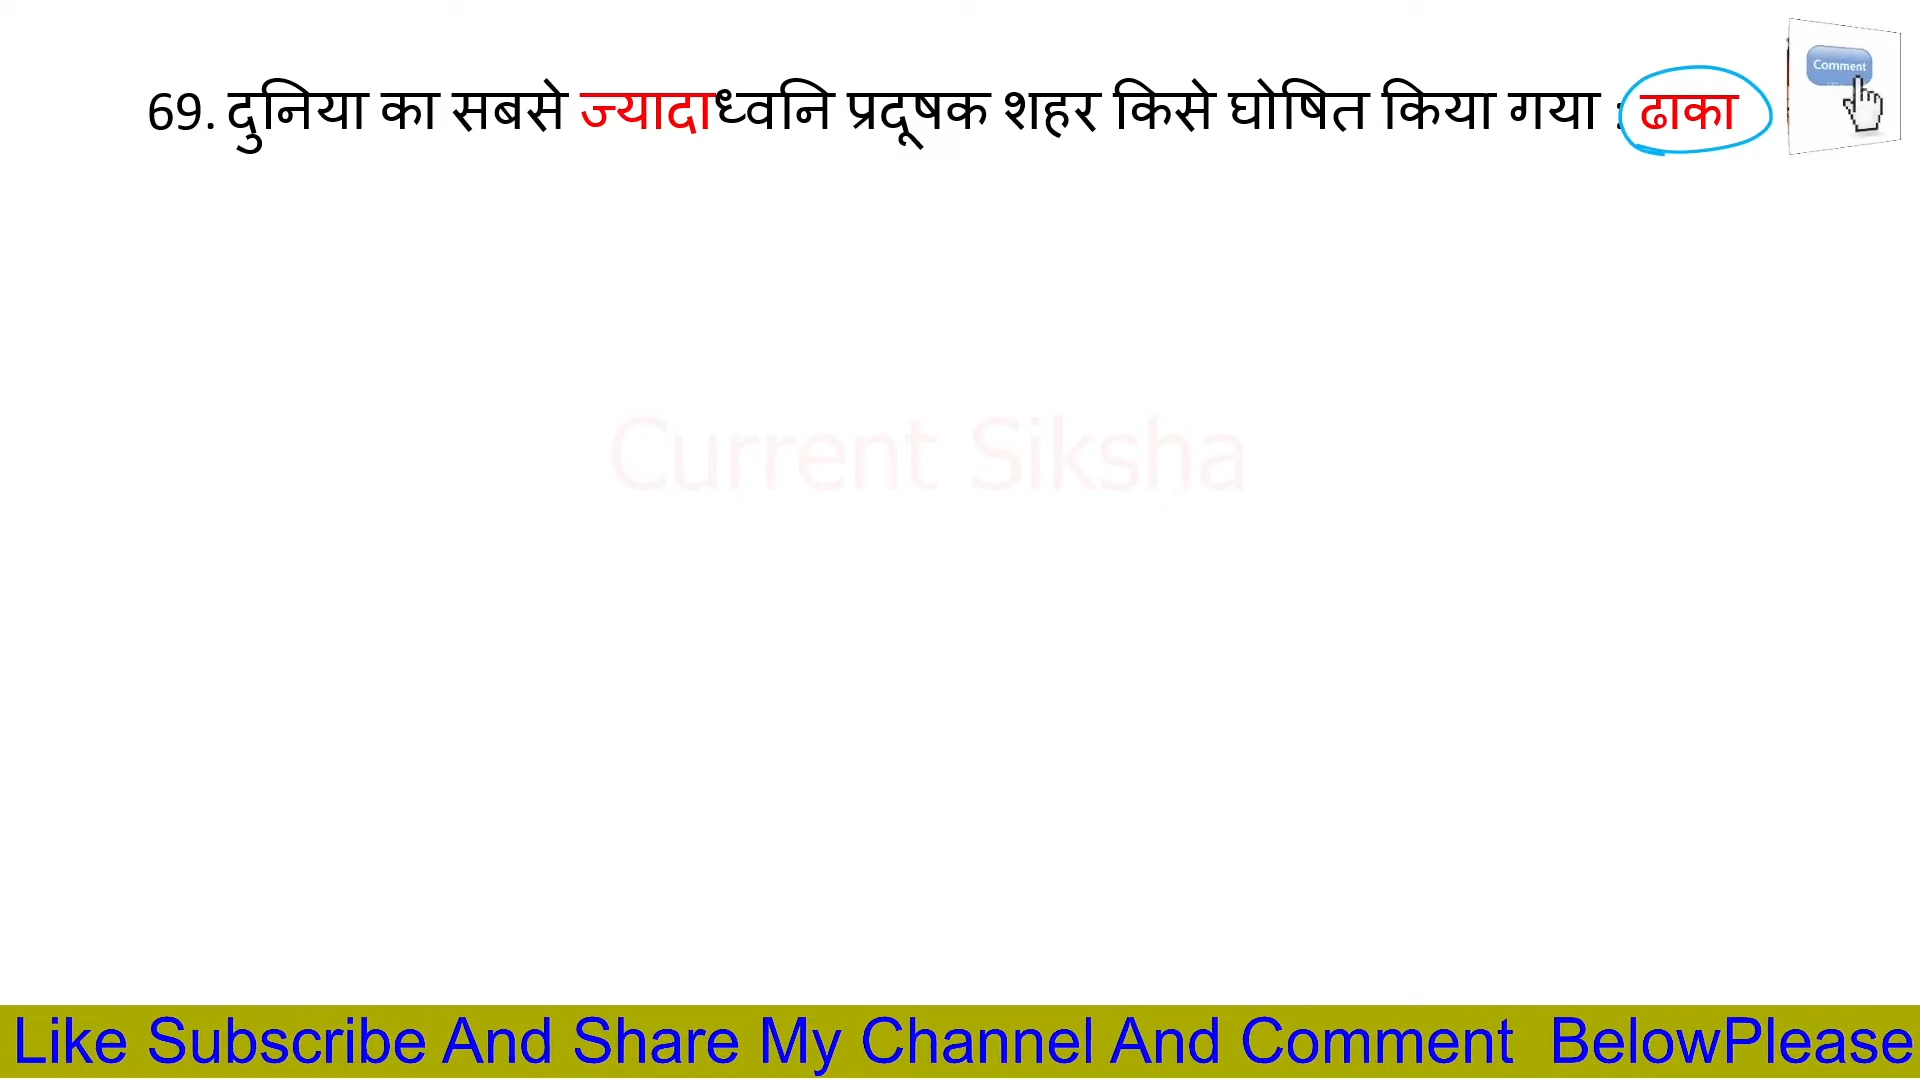 69. दुनिया का सबसे ज्यादाध्वनि प्रदूषक शहर किसे घोषित किया गया : ढाका
Comment
Current Siksha
Like Subscribe And Share My Channel And Comment BelowPlease